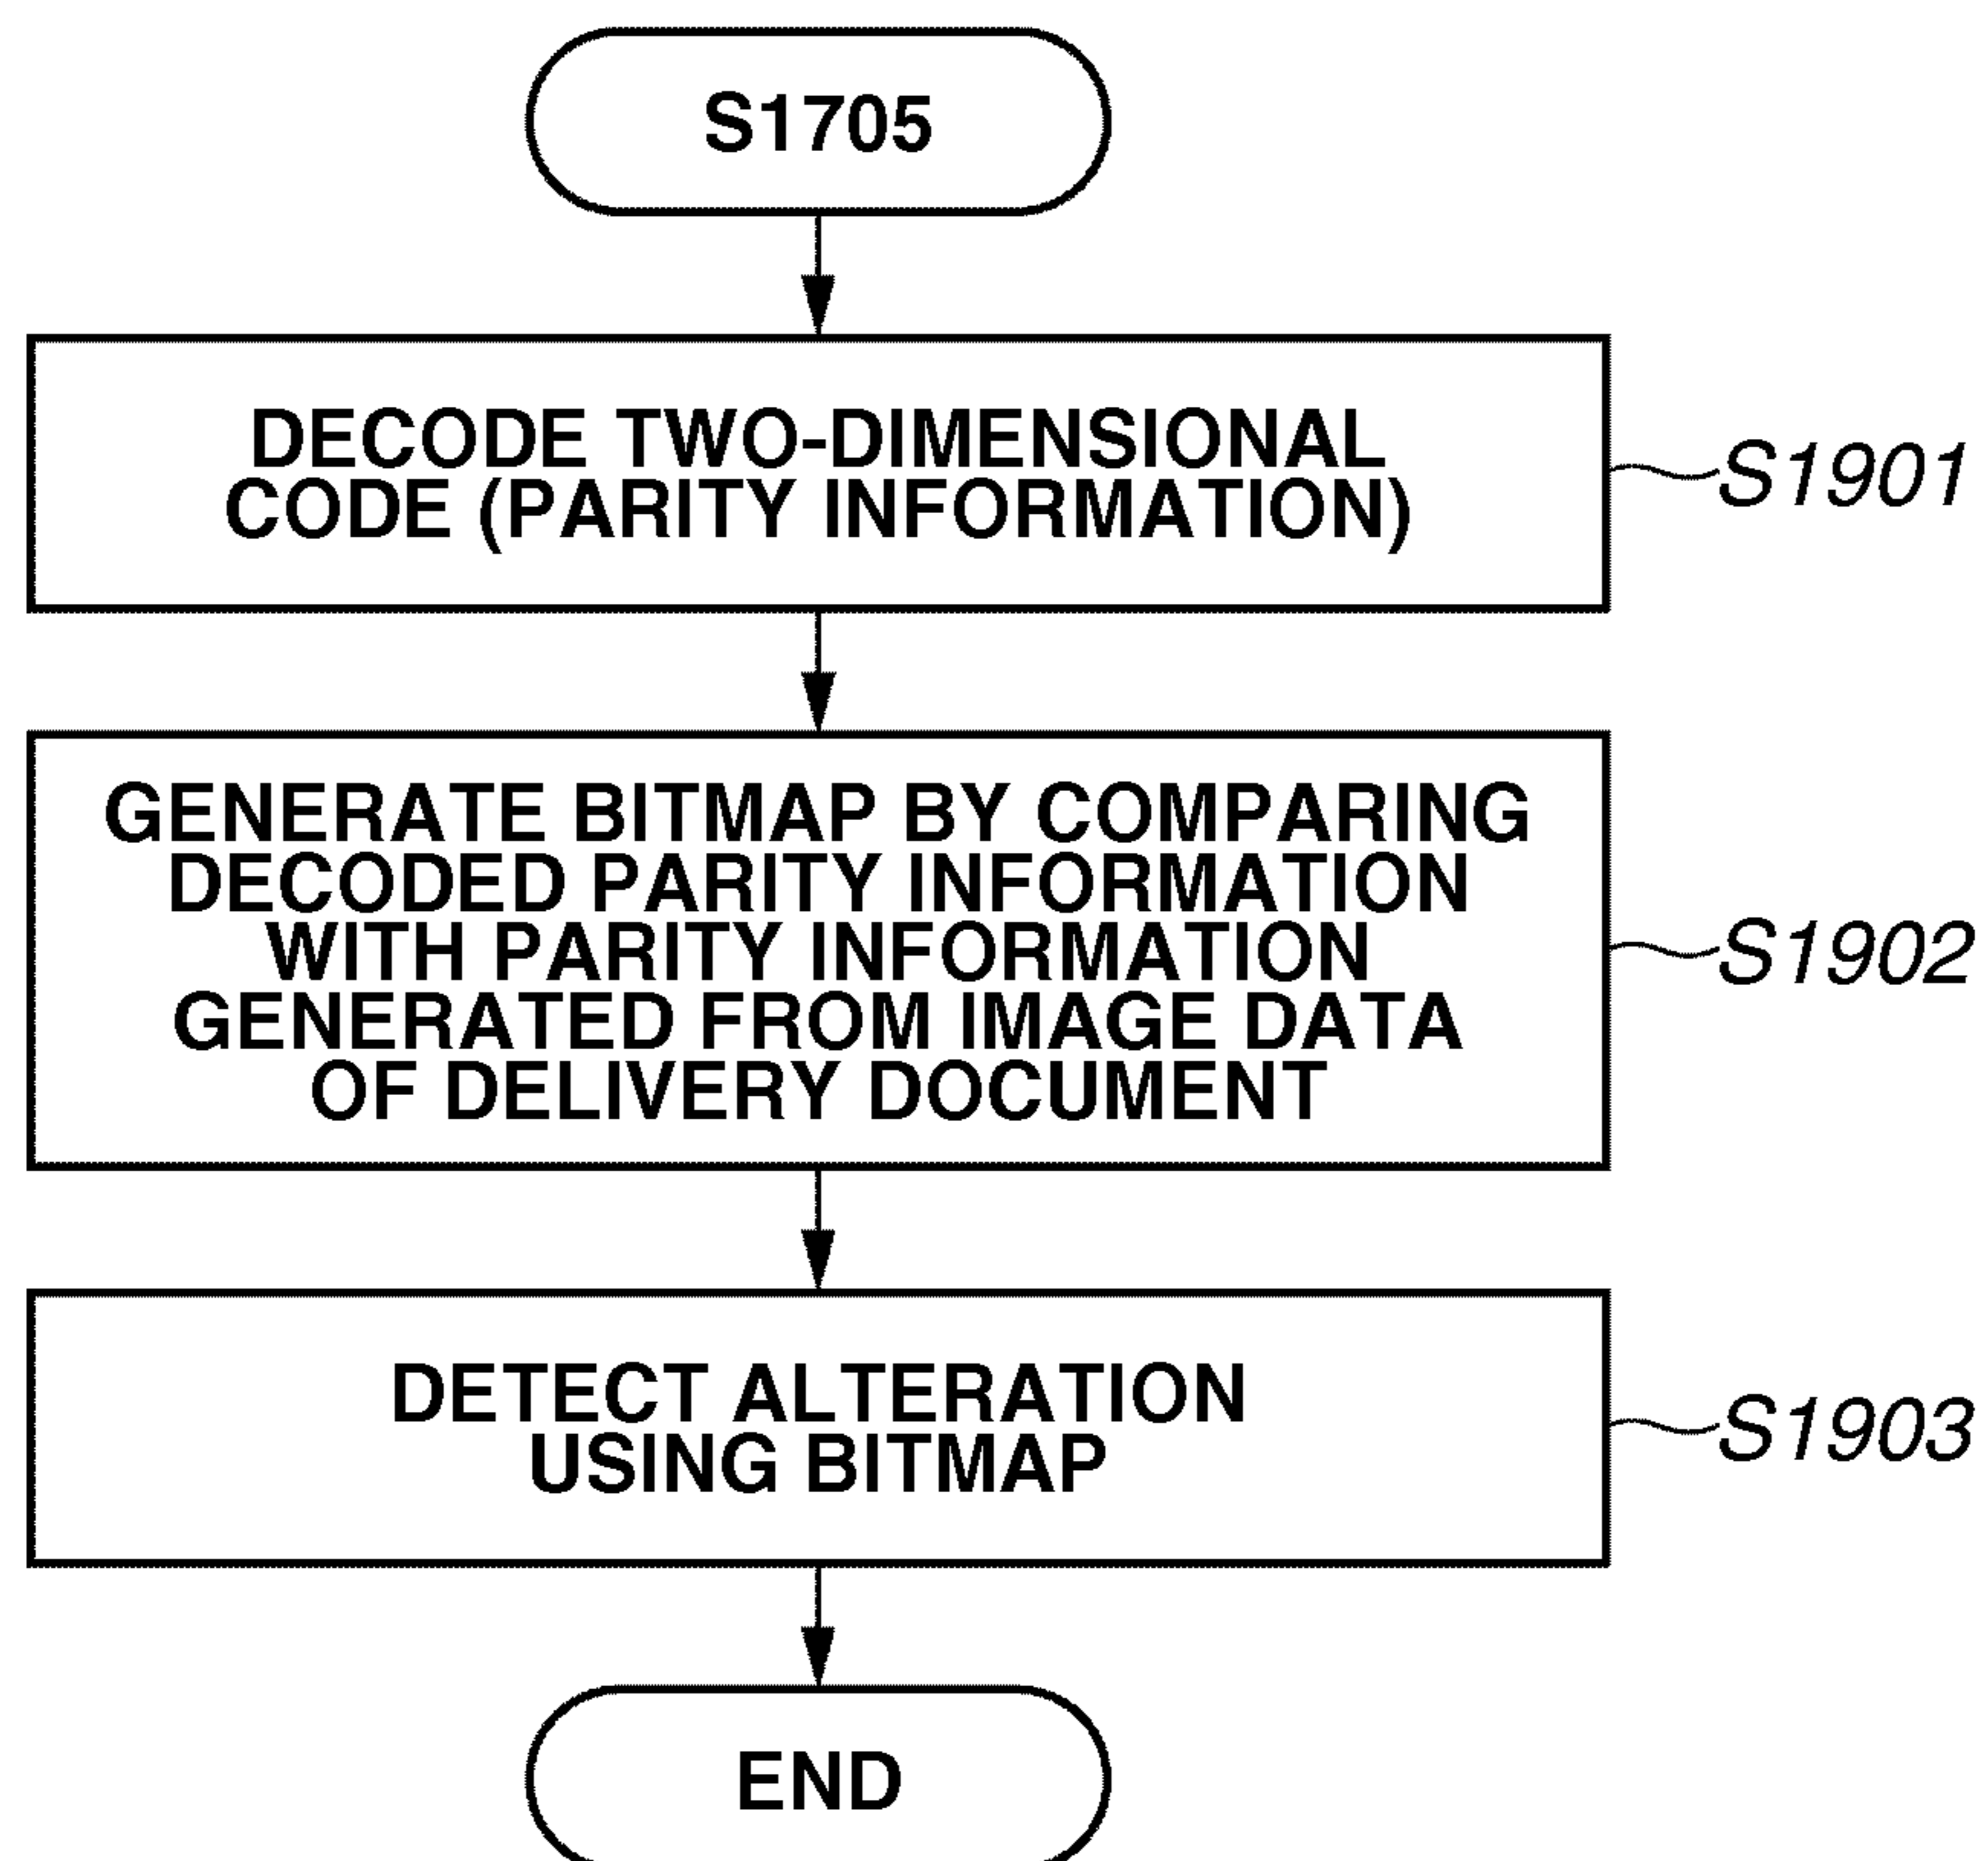 S1705
DECODE TWO-DIMENSIONAL
CODE (PARITY INFORMATION)
S1901
GENERATE BITMAP BY COMPARING
DECODED PARITY INFORMATION
WITH PARITY INFORMATION
GENERATED FROM IMAGE DATA
OF DELIVERY DOCUMENT
S1902
DETECT ALTERATION
USING BITMAP
S1903
END